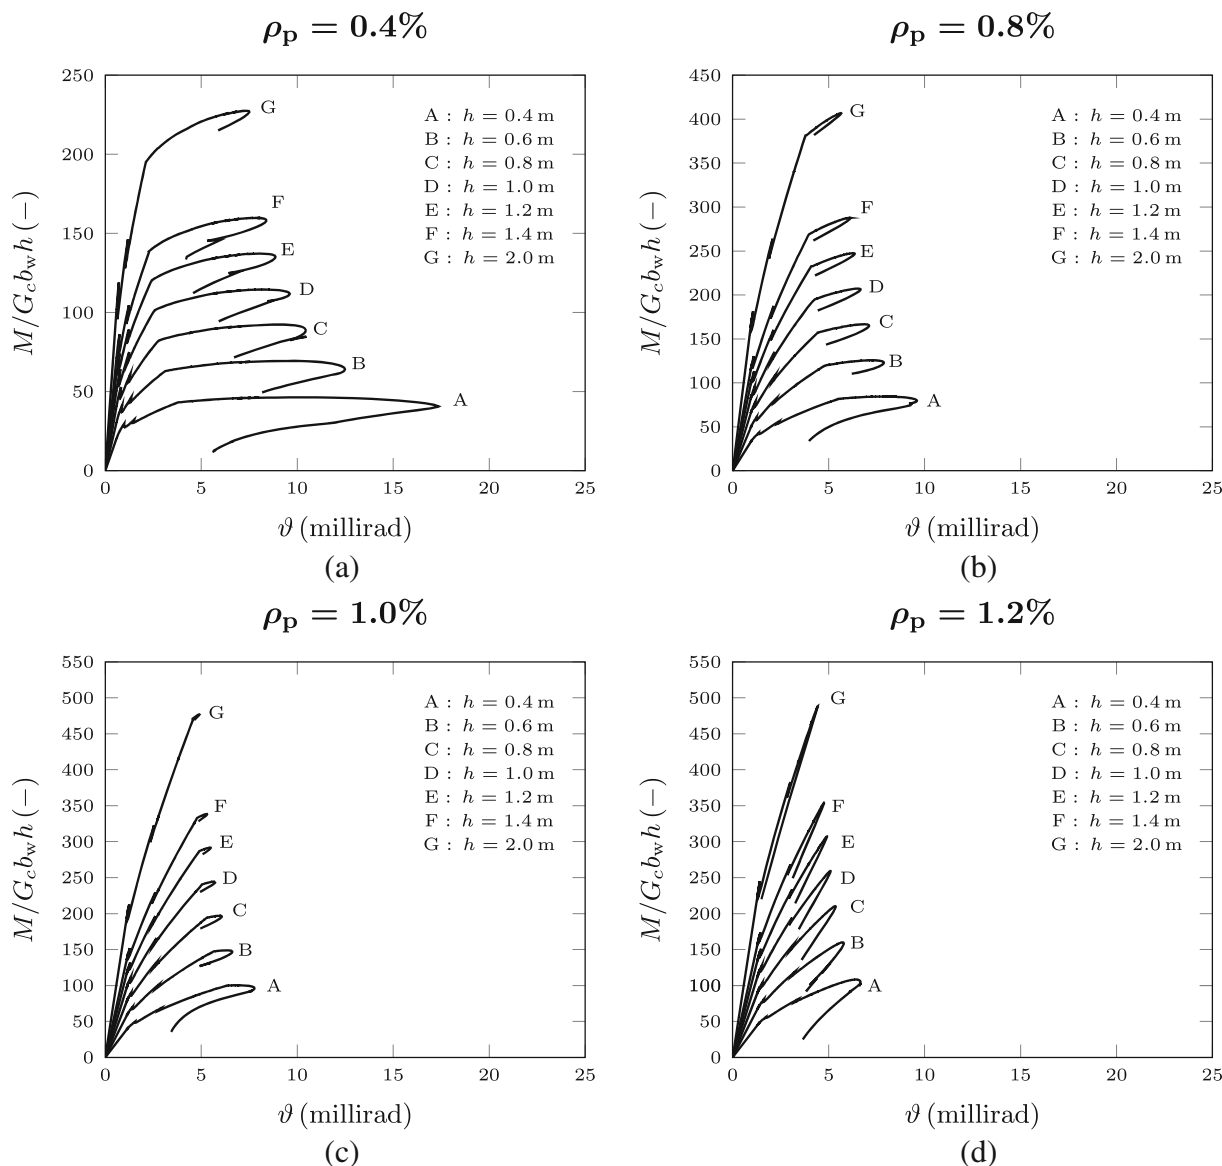 ρp = 0.4%
250
200
150
100
50
0
0 5 10 15 20 25
M/Gcbwh (−)
ϑ (millirad)
G
F
E
D
C
B
A
A : h = 0.4 m
B : h = 0.6 m
C : h = 0.8 m
D : h = 1.0 m
E : h = 1.2 m
F : h = 1.4 m
G : h = 2.0 m
(a)
ρp = 0.8%
450
400
350
300
250
200
150
100
50
0
0 5 10 15 20 25
M/Gcbwh (−)
ϑ (millirad)
G
F
E
D
C
B
A
A : h = 0.4 m
B : h = 0.6 m
C : h = 0.8 m
D : h = 1.0 m
E : h = 1.2 m
F : h = 1.4 m
G : h = 2.0 m
(b)
ρp = 1.0%
550
500
450
400
350
300
250
200
150
100
50
0
0 5 10 15 20 25
M/Gcbwh (−)
ϑ (millirad)
G
F
E
D
C
B
A
A : h = 0.4 m
B : h = 0.6 m
C : h = 0.8 m
D : h = 1.0 m
E : h = 1.2 m
F : h = 1.4 m
G : h = 2.0 m
(c)
ρp = 1.2%
550
500
450
400
350
300
250
200
150
100
50
0
0 5 10 15 20 25
M/Gcbwh (−)
ϑ (millirad)
G
F
E
D
C
B
A
A : h = 0.4 m
B : h = 0.6 m
C : h = 0.8 m
D : h = 1.0 m
E : h = 1.2 m
F : h = 1.4 m
G : h = 2.0 m
(d)